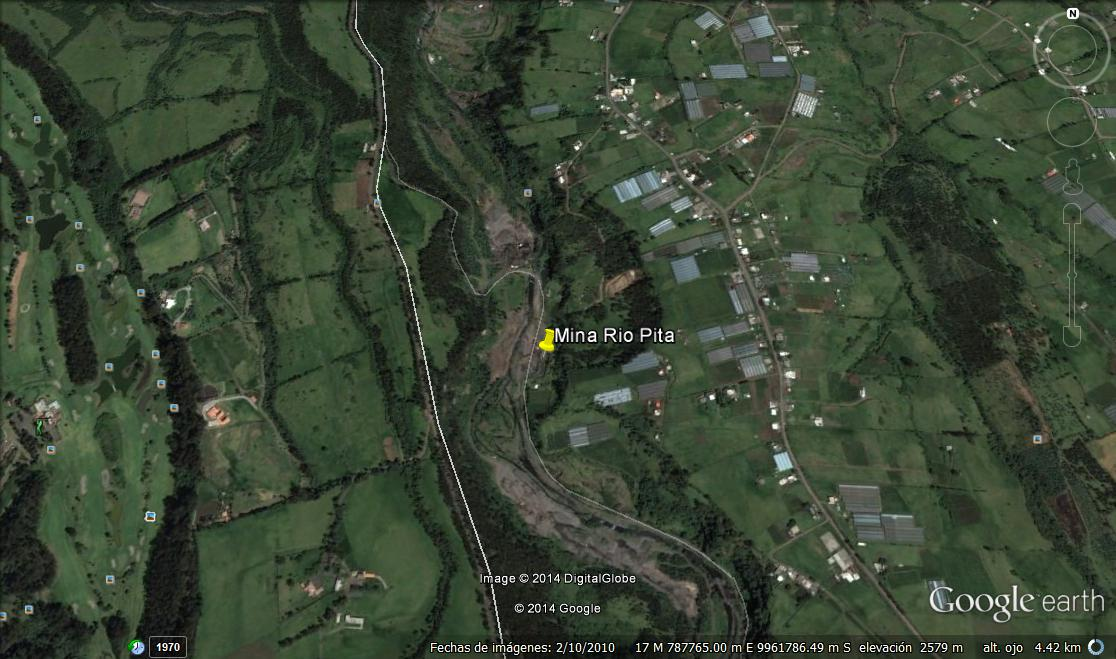 N
Mina Rio Pita
Image © 2014 DigitalGlobe
© 2014 Google
Google earth
1970
Fechas de imágenes: 2/10/2010 17 M 787765.00 m E 9961786.49 m S elevación 2579 m alt. ojo 4.42 km